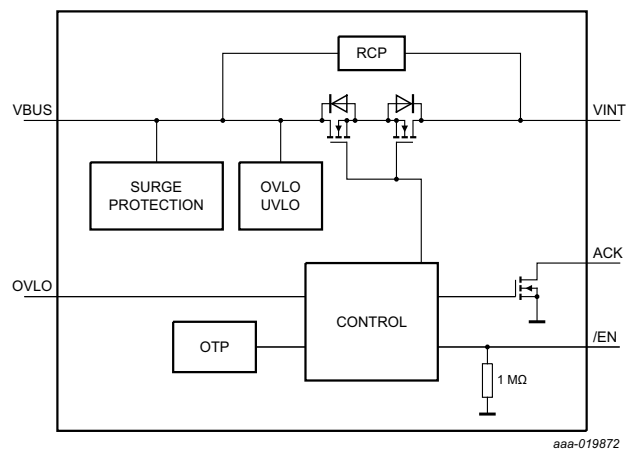 RCP
VBUS
VINT
SURGE
PROTECTION
OVLO
UVLO
ACK
OVLO
CONTROL
OTP
/EN
1 MΩ
aaa-019872